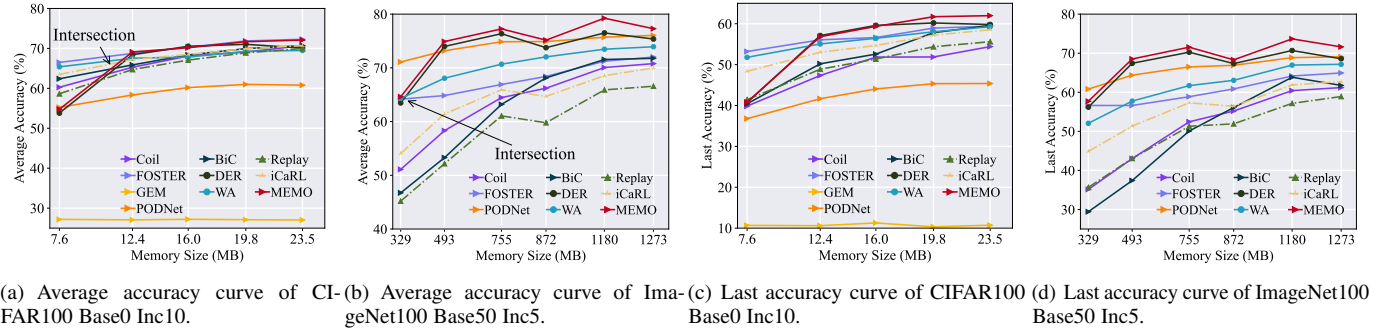 80
70
60
50
40
30
Average Accuracy (%)
Intersection
Coil
FOSTER
GEM
PODNet
BiC
DER
WA
Replay
iCaRL
MEMO
7.6 12.4 16.0 19.8 23.5
Memory Size (MB)
(a) Average accuracy curve of CI-
FAR100 Base0 Inc10.
80
70
60
50
40
Average Accuracy (%)
Intersection
Coil
FOSTER
PODNet
BiC
DER
WA
Replay
iCaRL
MEMO
329 493 755 872 1180 1273
Memory Size (MB)
(b) Average accuracy curve of Ima-
geNet100 Base50 Inc5.
60
50
40
30
20
10
Last Accuracy (%)
Coil
FOSTER
GEM
PODNet
BiC
DER
WA
Replay
iCaRL
MEMO
7.6 12.4 16.0 19.8 23.5
Memory Size (MB)
(c) Last accuracy curve of CIFAR100
Base0 Inc10.
80
70
60
50
40
30
Last Accuracy (%)
Coil
FOSTER
PODNet
BiC
DER
WA
Replay
iCaRL
MEMO
329 493 755 872 1180 1273
Memory Size (MB)
(d) Last accuracy curve of ImageNet100
Base50 Inc5.